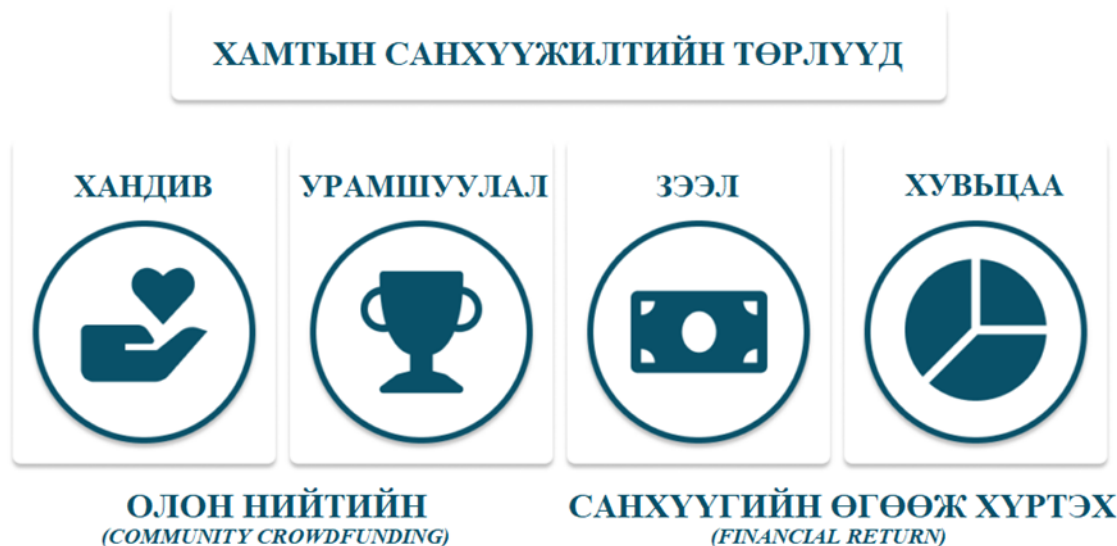 ХАМТЫН САНХҮҮЖИЛТИЙН ТӨРЛҮҮД
ХАНДИВ
УРАМШУУЛАЛ
ЗЭЭЛ
ХУВЬЦАА
ОЛОН НИЙТИЙН
(COMMUNITY CROWDFUNDING)
САНХҮҮГИЙН ӨГӨӨЖ ХҮРТЭХ
(FINANCIAL RETURN)